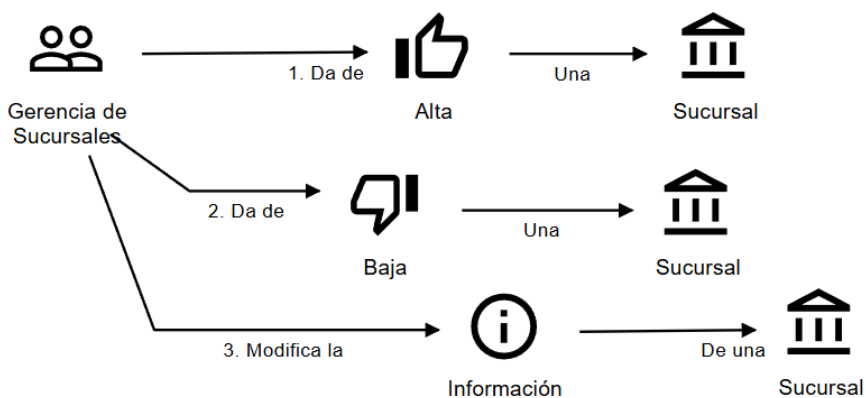 1. Da de
Una
Gerencia de
Sucursales
Alta
Sucursal
2. Da de
Una
Baja
Sucursal
3. Modifica la
De una
Información
Sucursal